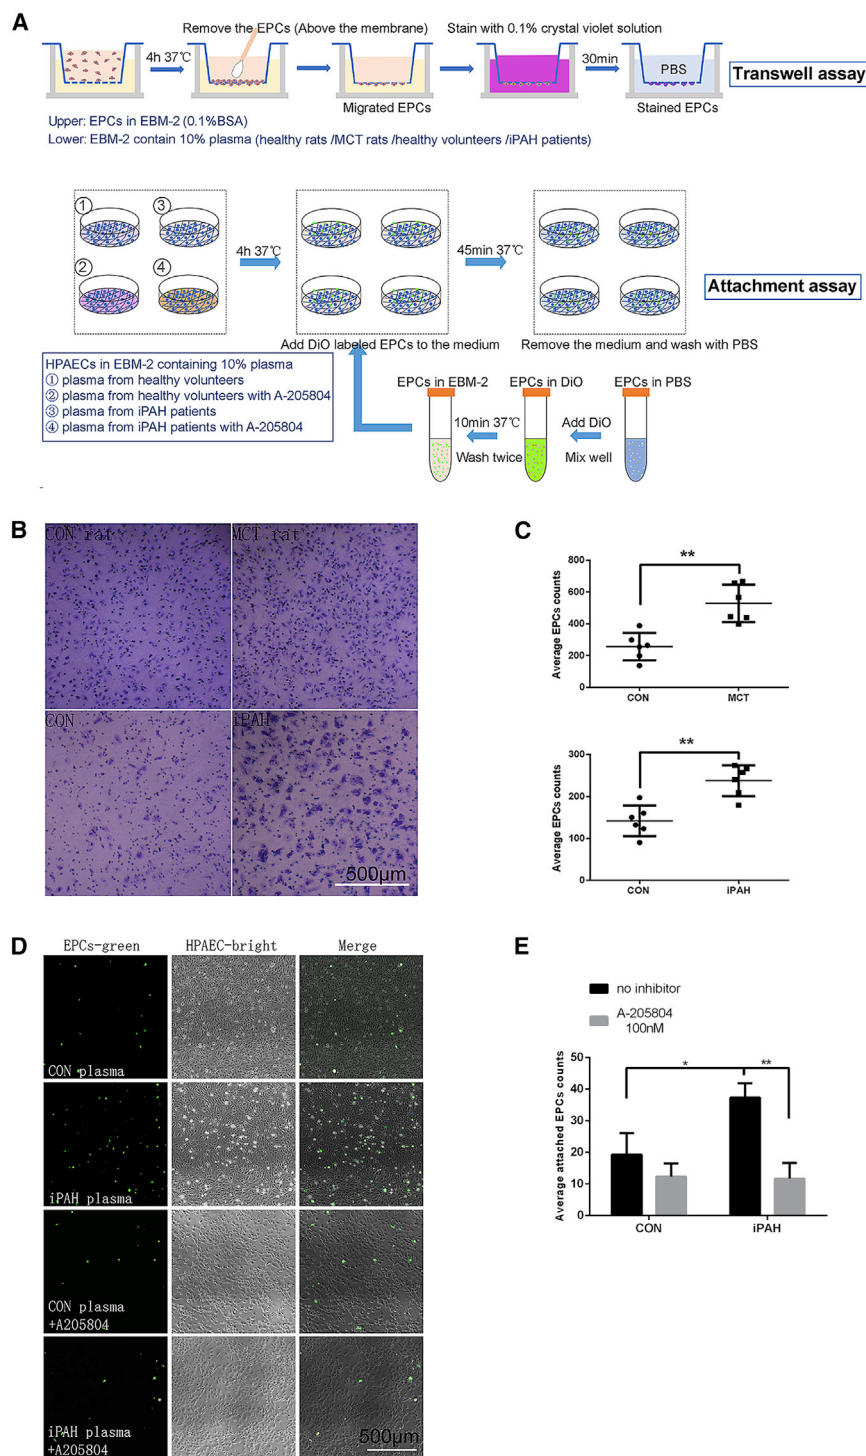 A
Remove the EPCs (Above the membrane)
Stain with 0.1% crystal violet solution
4h 37℃
30min
PBS
Transwell assay
Migrated EPCs
Stained EPCs
Upper: EPCs in EBM-2 (0.1%BSA)
Lower: EBM-2 contain 10% plasma (healthy rats /MCT rats /healthy volunteers /iPAH patients)
① ③
② ④
4h 37℃
45min 37℃
Attachment assay
Add DiO labeled EPCs to the medium
Remove the medium and wash with PBS
HPAECs in EBM-2 containing 10% plasma
① plasma from healthy volunteers
② plasma from healthy volunteers with A-205804
③ plasma from iPAH patients
④ plasma from iPAH patients with A-205804
EPCs in EBM-2
EPCs in DiO
EPCs in PBS
10min 37℃
Add DiO
Wash twice
Mix well
B
CON rat
MCT rat
CON
iPAH
500μm
C
Average EPCs counts
800
600
400
200
0
**
CON
MCT
Average EPCs counts
300
200
100
0
**
CON
iPAH
D
EPCs-green
HPAEC-bright
Merge
CON plasma
iPAH plasma
CON plasma
+A205804
iPAH plasma
+A205804
500μm
E
no inhibitor
A-205804
100nM
Average attached EPCs counts
50
40
30
20
10
0
*
**
CON
iPAH